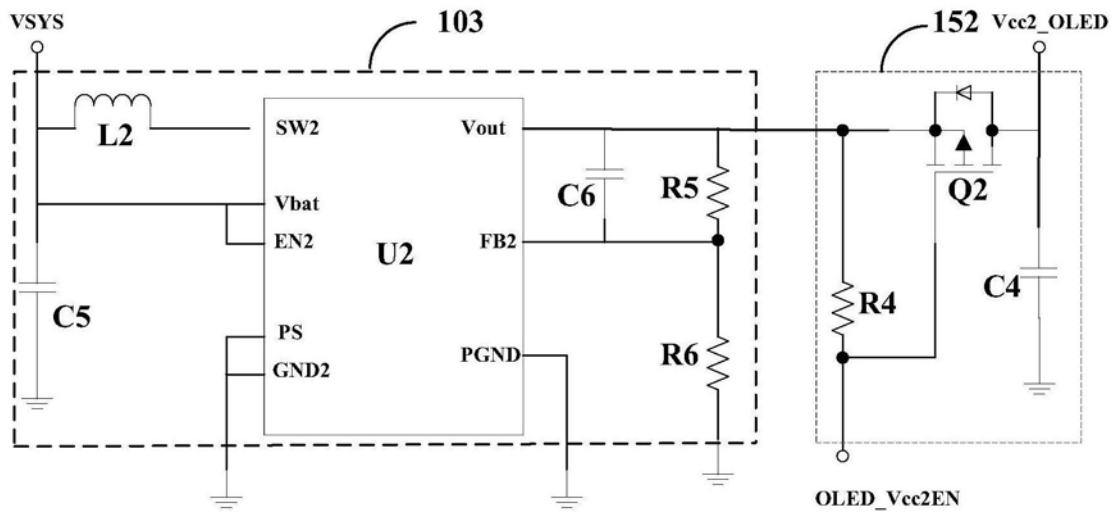 VSYS
103
152
Vcc2_OLED
L2
SW2
Vout
C6
R5
Q2
Vbat
EN2
U2
FB2
C5
R4
C4
PS
GND2
PGND
R6
OLED_Vcc2EN